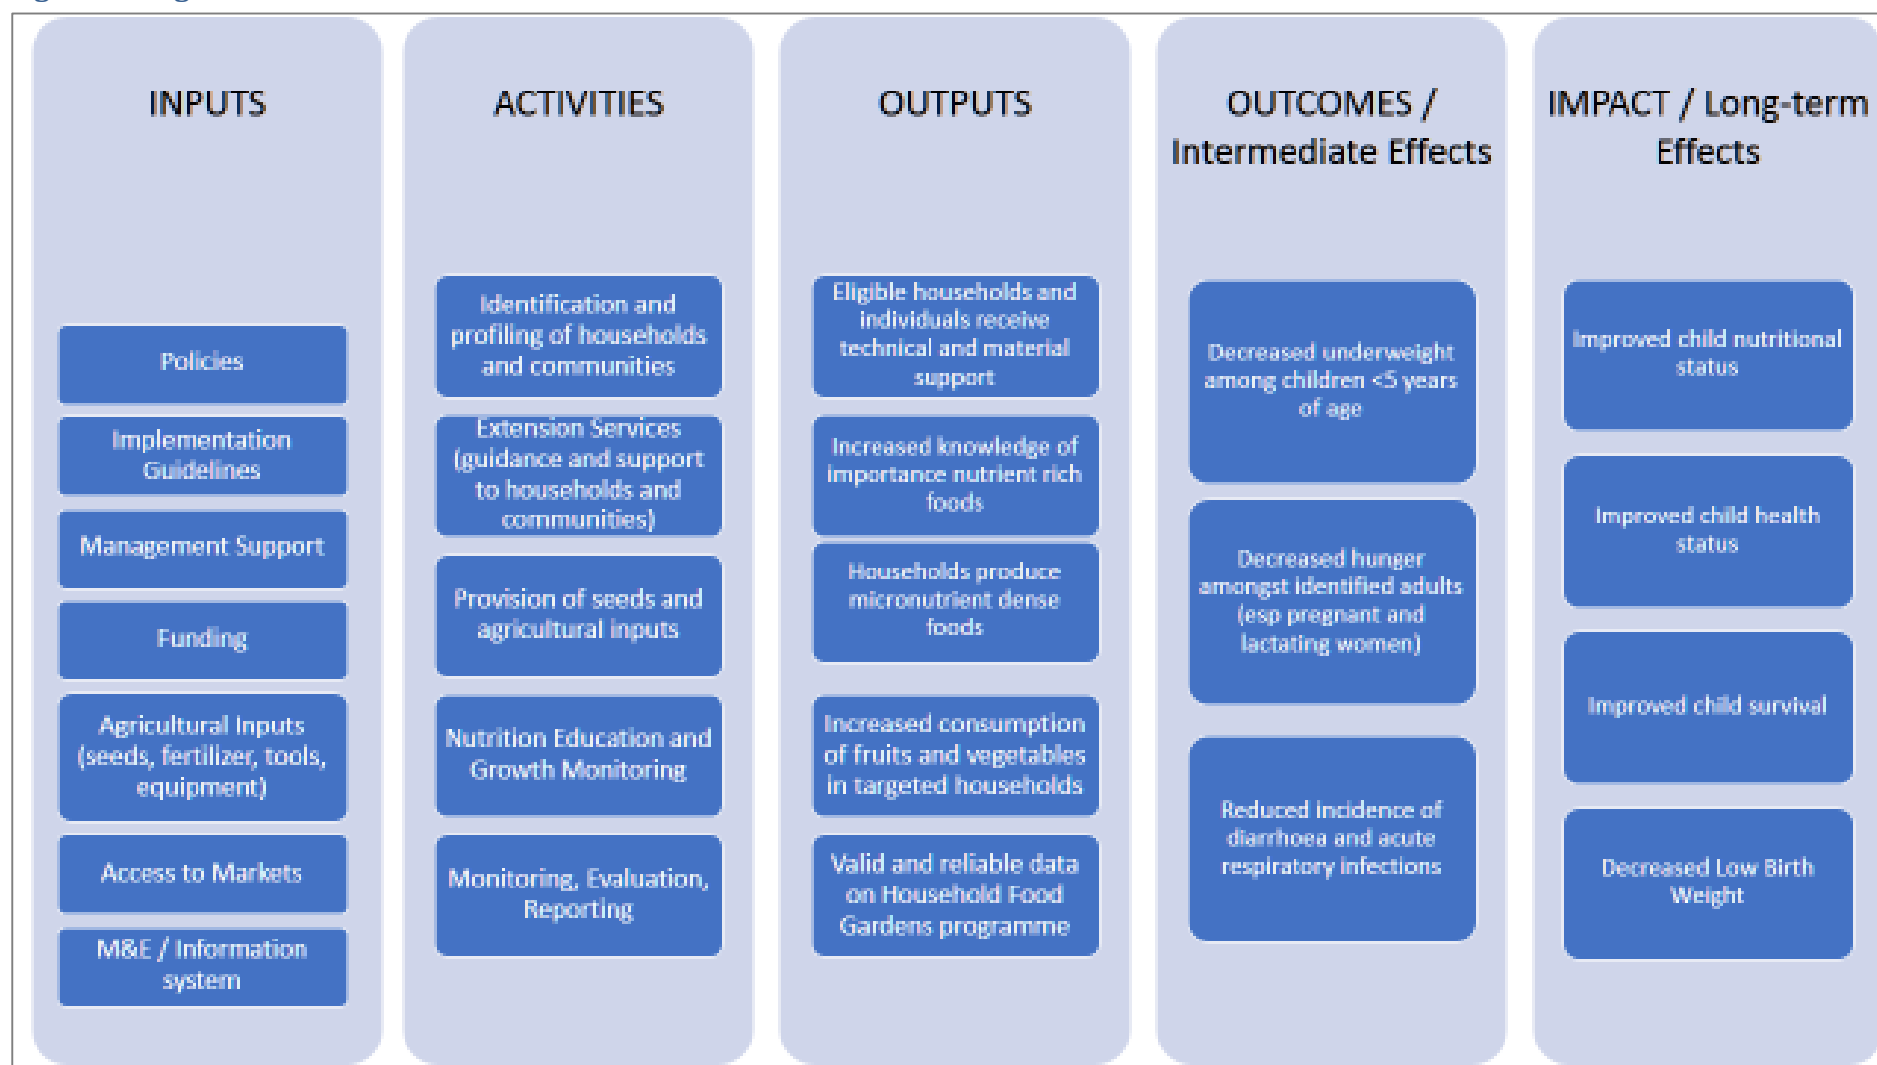 INPUTS
Policies
Implementation
Guidelines
Management Support
Funding
Agricultural Inputs
(seeds, fertilizer, tools,
equipment)
Access to Markets
M&E / Information
system
ACTIVITIES
Identification and
profiling of households
and communities
Extension Services
(guidance and support
to households and
communities)
Provision of seeds and
agricultural inputs
Nutrition Education and
Growth Monitoring
Monitoring, Evaluation,
Reporting
OUTPUTS
Eligible households and
individuals receive
technical and material
support
Increased knowledge of
importance nutrient rich
foods
Households produce
micronutrient dense
foods
Increased consumption
of fruits and vegetables
in targeted households
Valid and reliable data
on Household Food
Gardens programme
OUTCOMES /
Intermediate Effects
Decreased underweight
among children <5 years
of age
Decreased hunger
amongst identified adults
(esp pregnant and
lactating women)
Reduced incidence of
diarrhoea and acute
respiratory infections
IMPACT / Long-term
Effects
Improved child nutritional
status
Improved child health
status
Improved child survival
Decreased Low Birth
Weight